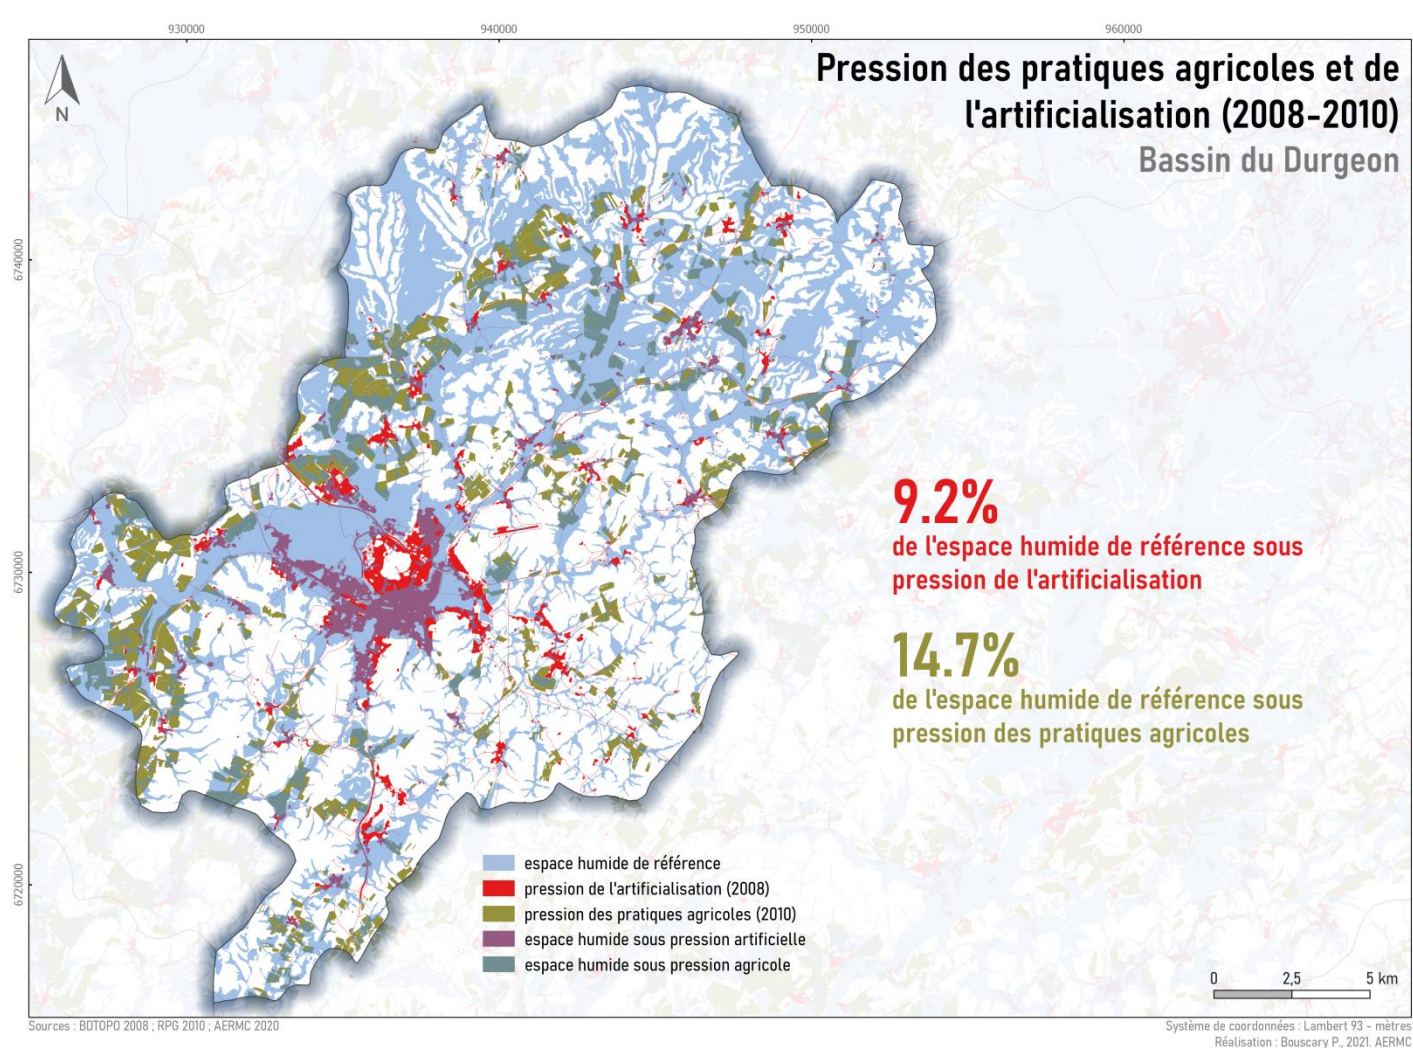 930000
940000
950000
960000
Pression des pratiques agricoles et de
l'artificialisation (2008-2010)
Bassin du Durgeon
N
6740000
6730000
6720000
9.2%
de l'espace humide de référence sous
pression de l'artificialisation
14.7%
de l'espace humide de référence sous
pression des pratiques agricoles
espace humide de référence
pression de l'artificialisation (2008)
pression des pratiques agricoles (2010)
espace humide sous pression artificielle
espace humide sous pression agricole
0 2,5 5 km
Sources : BDTOPO 2008 ; RPG 2010 ; AERMC 2020
Système de coordonnées : Lambert 93 - mètres
Réalisation : Bouscary P., 2021. AERMC